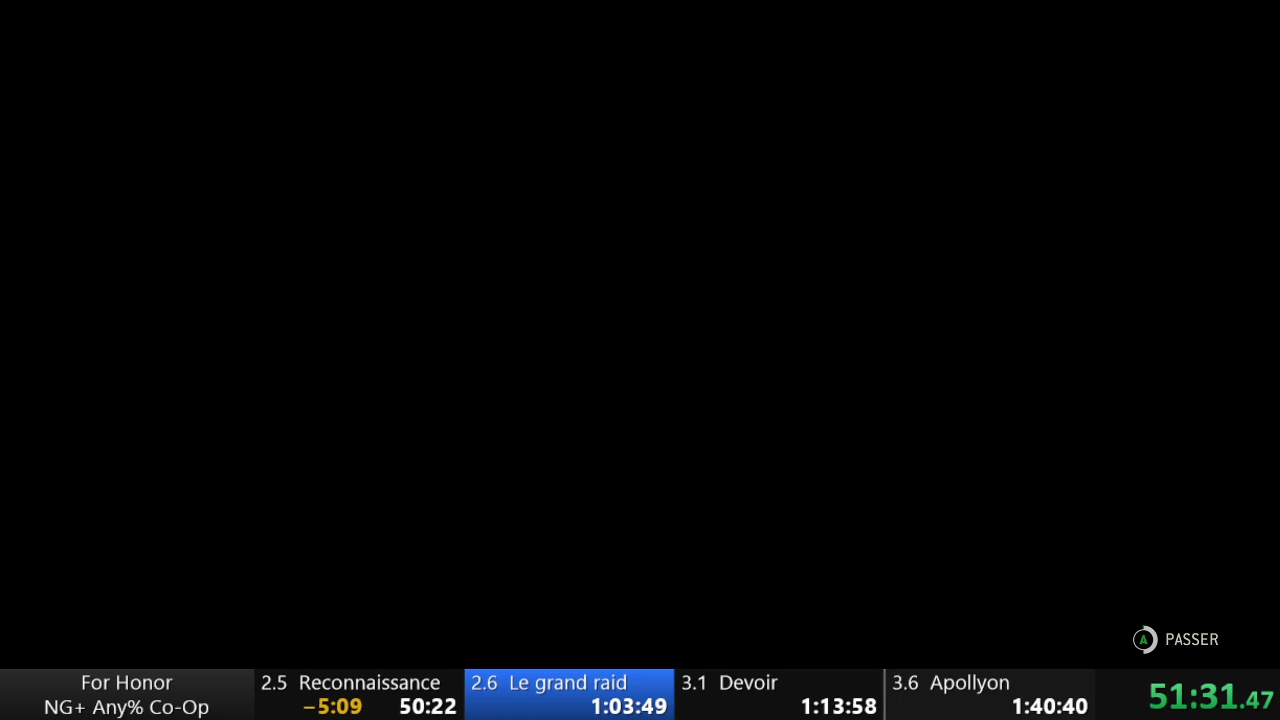 A PASSER
For Honor
NG+ Any% Co-Op
2.5 Reconnaissance
−5:09 50:22
2.6 Le grand raid
1:03:49
3.1 Devoir
1:13:58
3.6 Apollyon
1:40:40
51:31.47